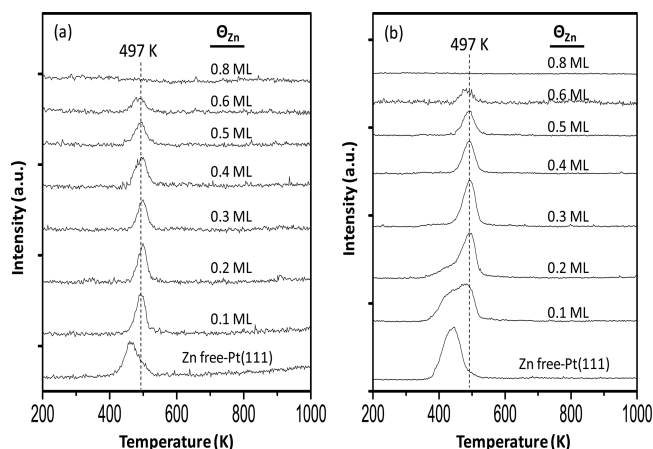 (a)
497 K
ΘZn
0.8 ML
0.6 ML
0.5 ML
0.4 ML
0.3 ML
0.2 ML
0.1 ML
Zn free-Pt(111)
Intensity (a.u.)
200 400 600 800 1000
Temperature (K)
(b)
497 K
ΘZn
0.8 ML
0.6 ML
0.5 ML
0.4 ML
0.3 ML
0.2 ML
0.1 ML
Zn free-Pt(111)
Intensity (a.u.)
200 400 600 800 1000
Temperature (K)